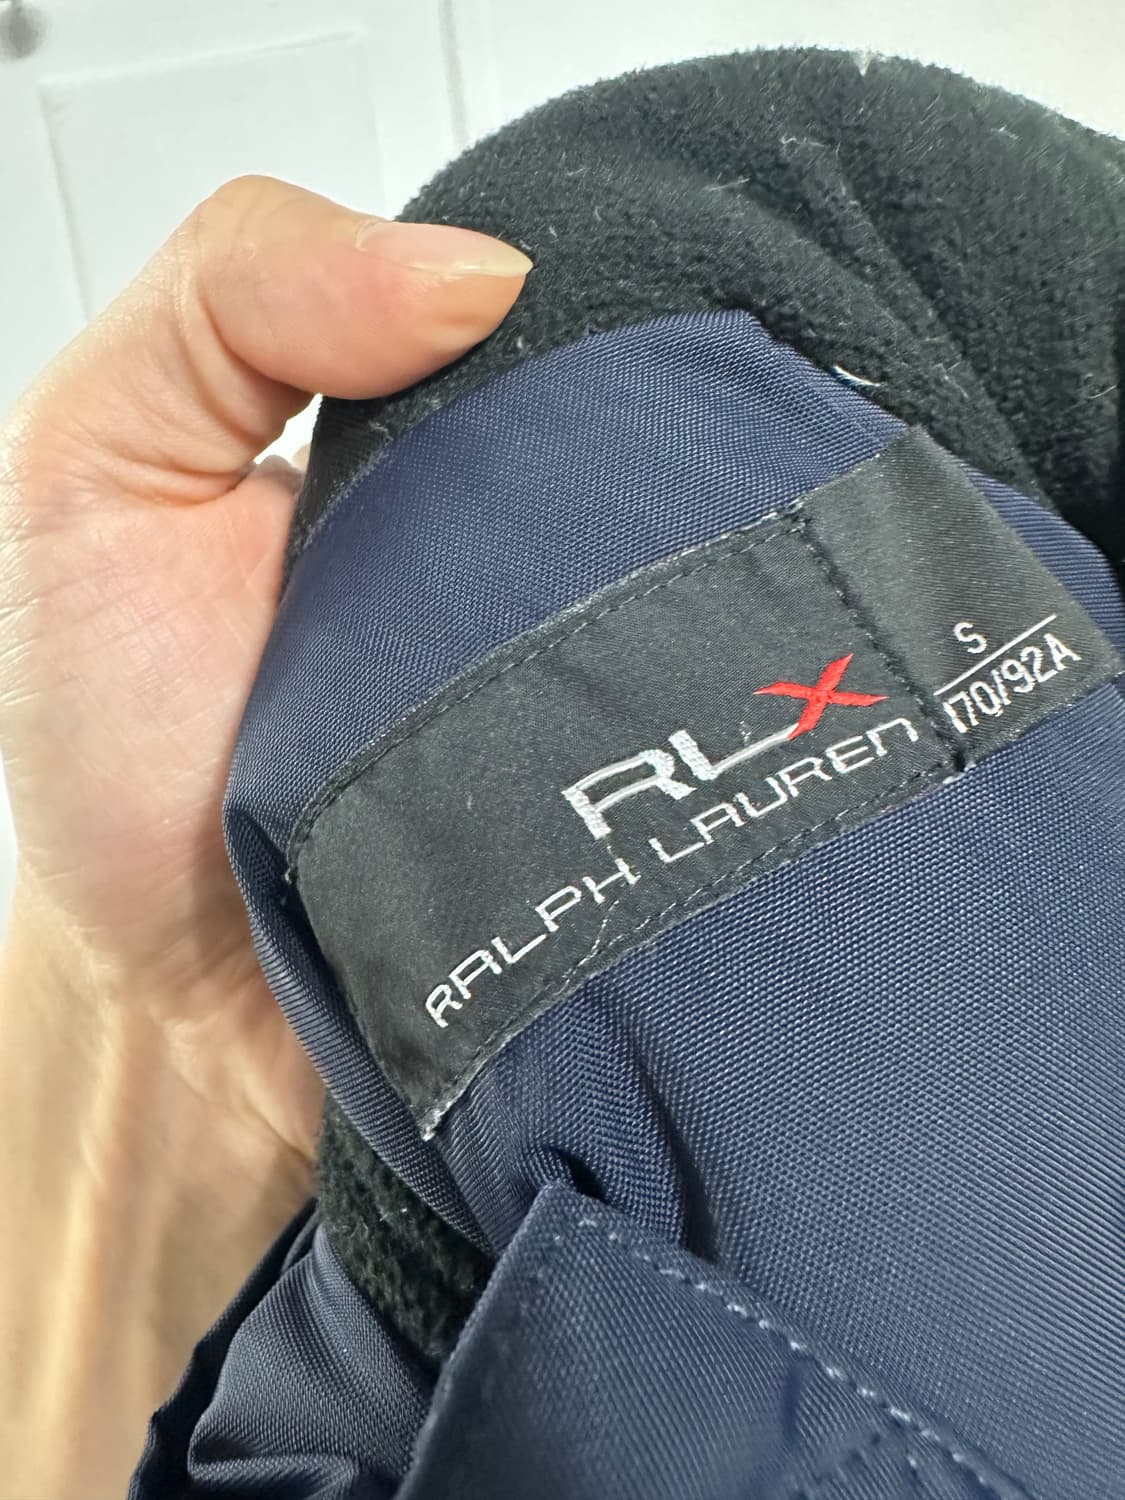 RLX
RALPH LAUREN
S
170/92A